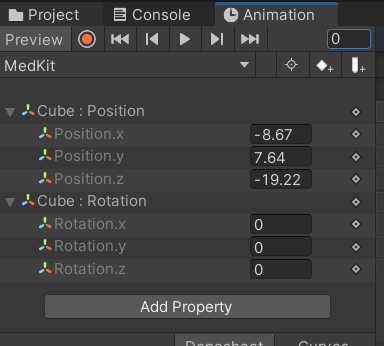 Project Console Animation
Preview 0
MedKit
Cube : Position
Position.x -8.67
Position.y 7.64
Position.z -19.22
Cube : Rotation
Rotation.x 0
Rotation.y 0
Rotation.z 0
Add Property
Dopesheet Curves